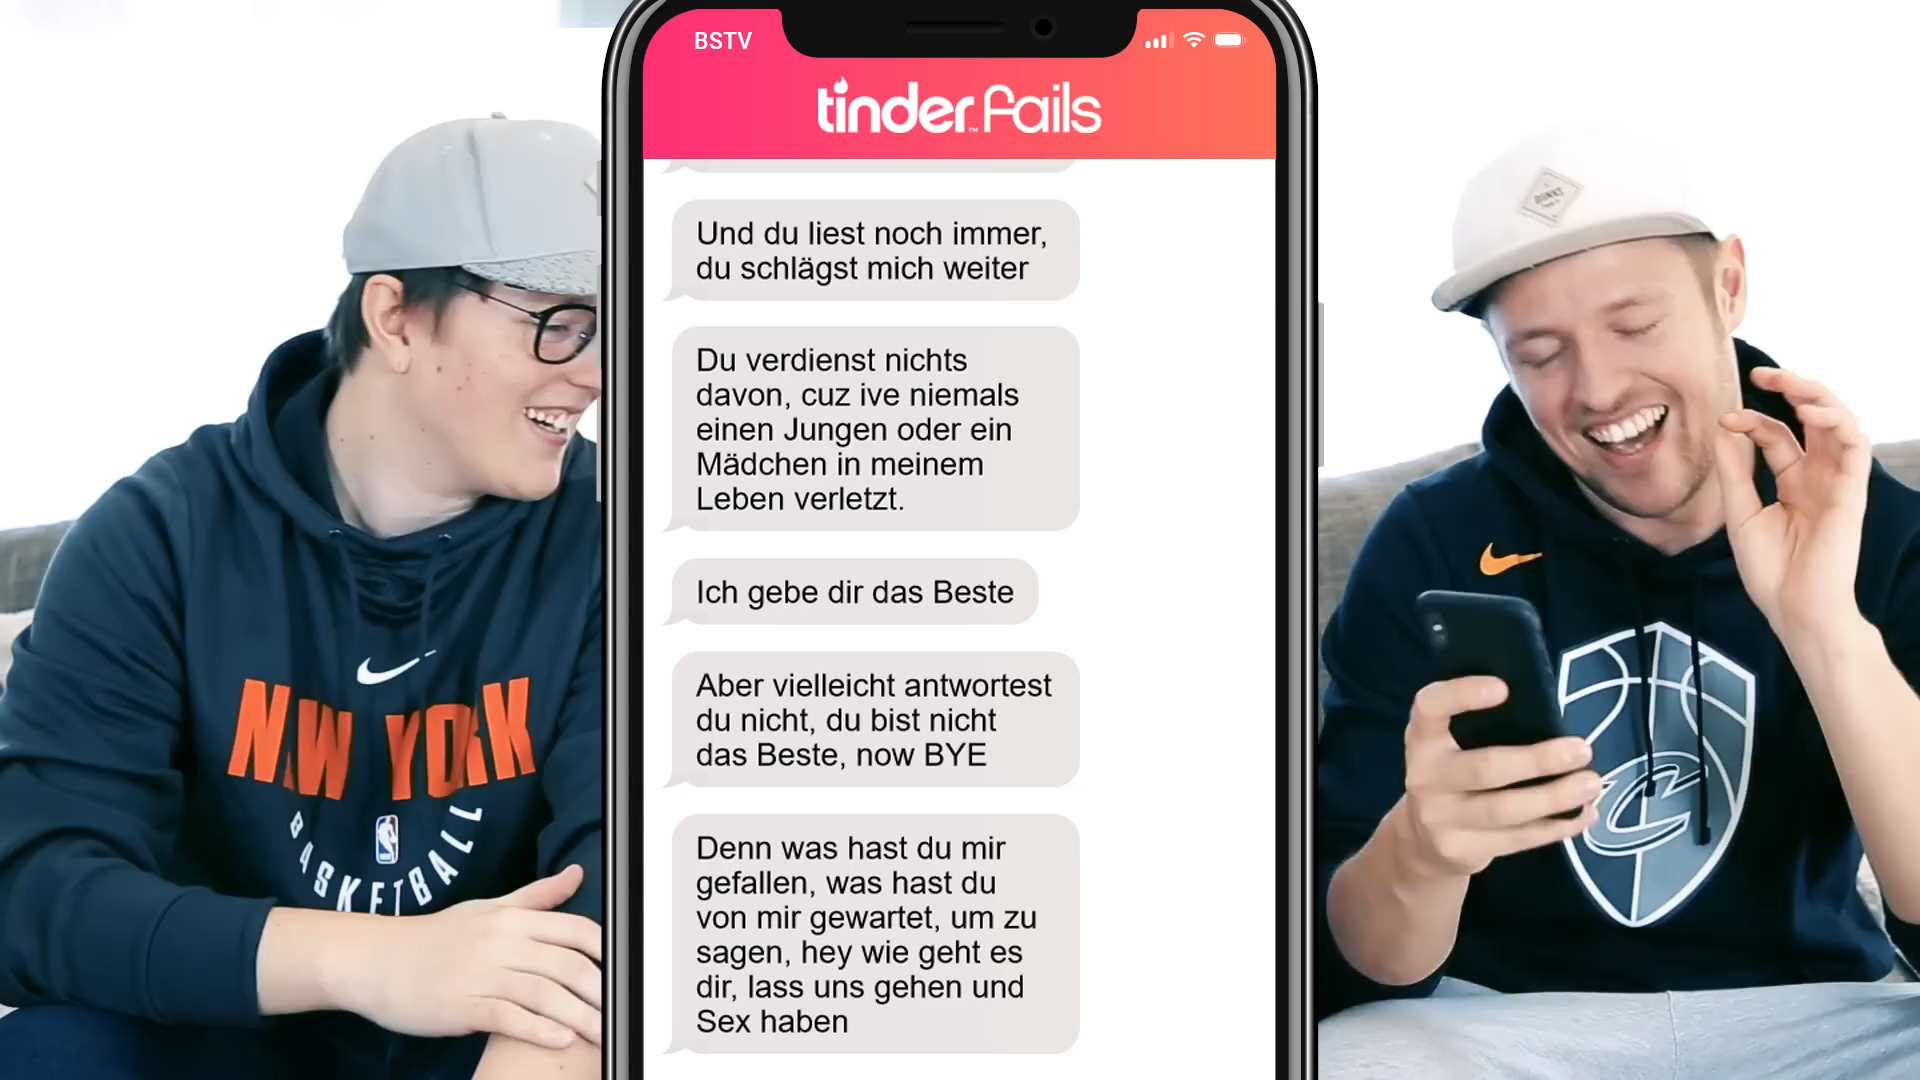 BSTV
tinder.fails
Und du liest noch immer,
du schlägst mich weiter
Du verdienst nichts
davon, cuz ive niemals
einen Jungen oder ein
Mädchen in meinem
Leben verletzt.
Ich gebe dir das Beste
Aber vielleicht antwortest
du nicht, du bist nicht
das Beste, now BYE
Denn was hast du mir
gefallen, was hast du
von mir gewartet, um zu
sagen, hey wie geht es
dir, lass uns gehen und
Sex haben
NEW YORK
BASKETBALL
DJINNS
C